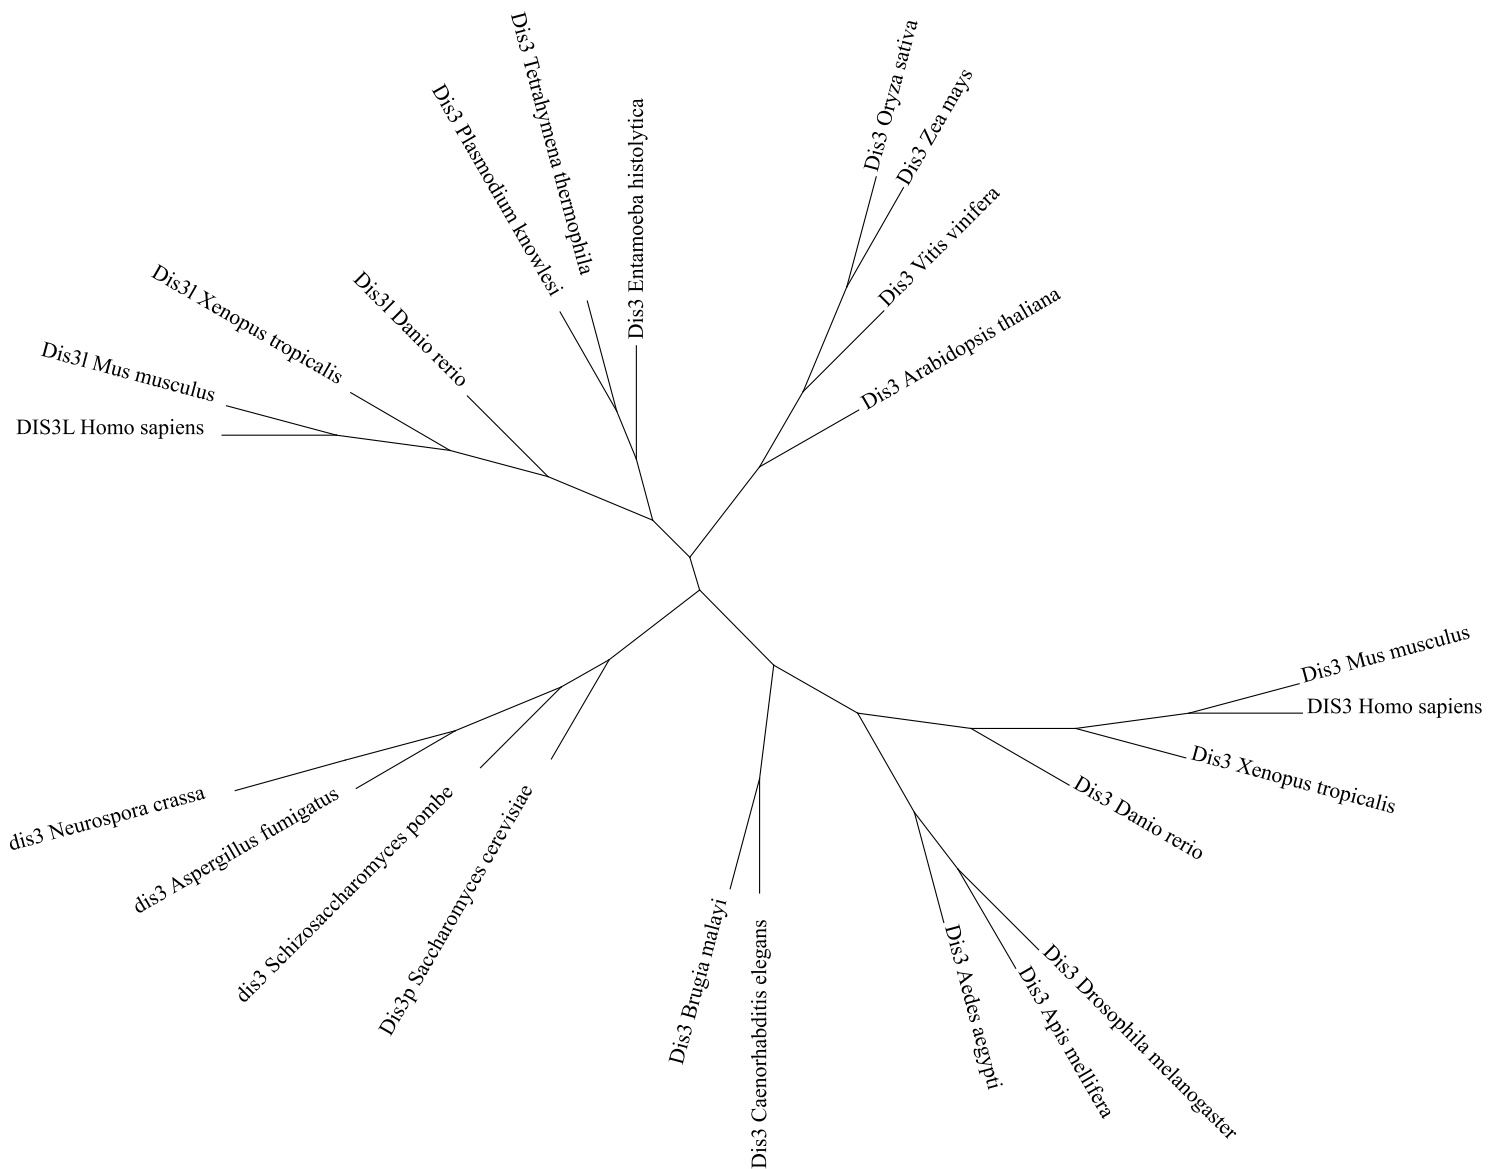 Dis3 Tetrahymena thermophila
Dis3 Plasmodium knowlesi
Dis3 Entamoeba histolytica
Dis3 Oryza sativa
Dis3 Zea mays
Dis3 Vitis vinifera
Dis3 Arabidopsis thaliana
Dis3l Danio rerio
Dis3l Xenopus tropicalis
Dis3l Mus musculus
DIS3L Homo sapiens
Dis3 Mus musculus
DIS3 Homo sapiens
Dis3 Xenopus tropicalis
Dis3 Danio rerio
dis3 Neurospora crassa
dis3 Aspergillus fumigatus
dis3 Schizosaccharomyces pombe
Dis3p Saccharomyces cerevisiae
Dis3 Brugia malayi
Dis3 Caenorhabditis elegans
Dis3 Aedes aegypti
Dis3 Apis mellifera
Dis3 Drosophila melanogaster